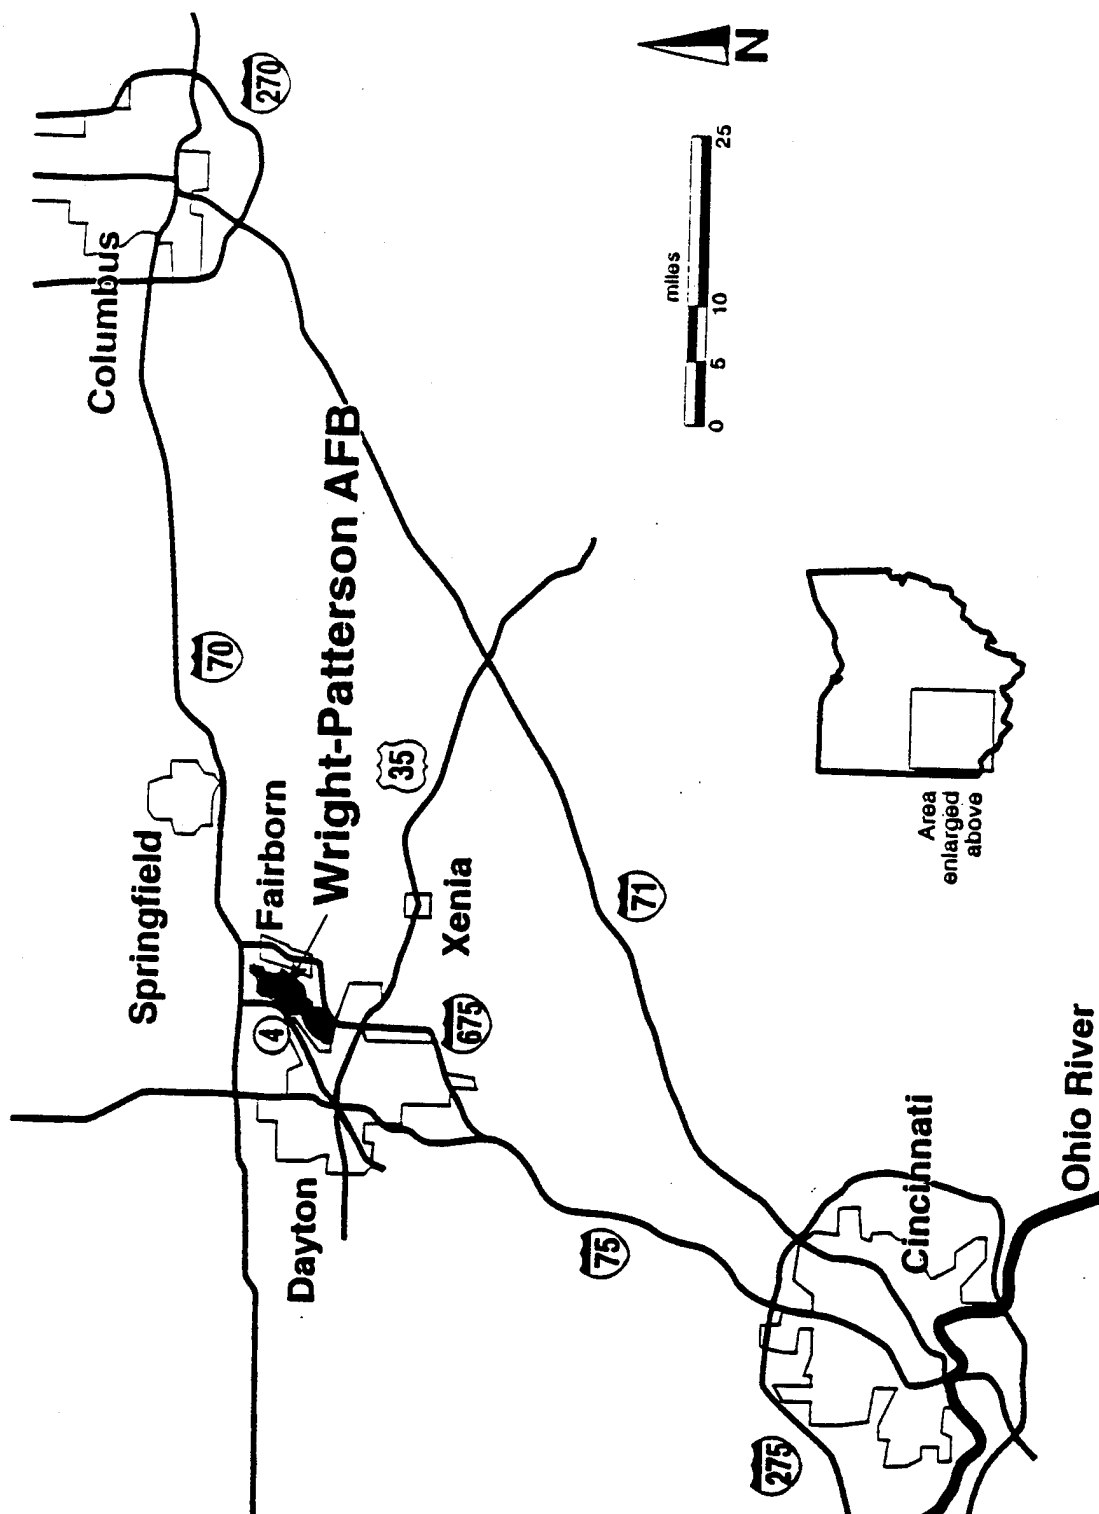 Columbus
270
N
70
Springfield
Fairborn
Wright-Patterson AFB
4
35
Xenia
675
Dayton
71
75
275
Cincinnati
Ohio River
miles
0 5 10 25
Area
enlarged
above